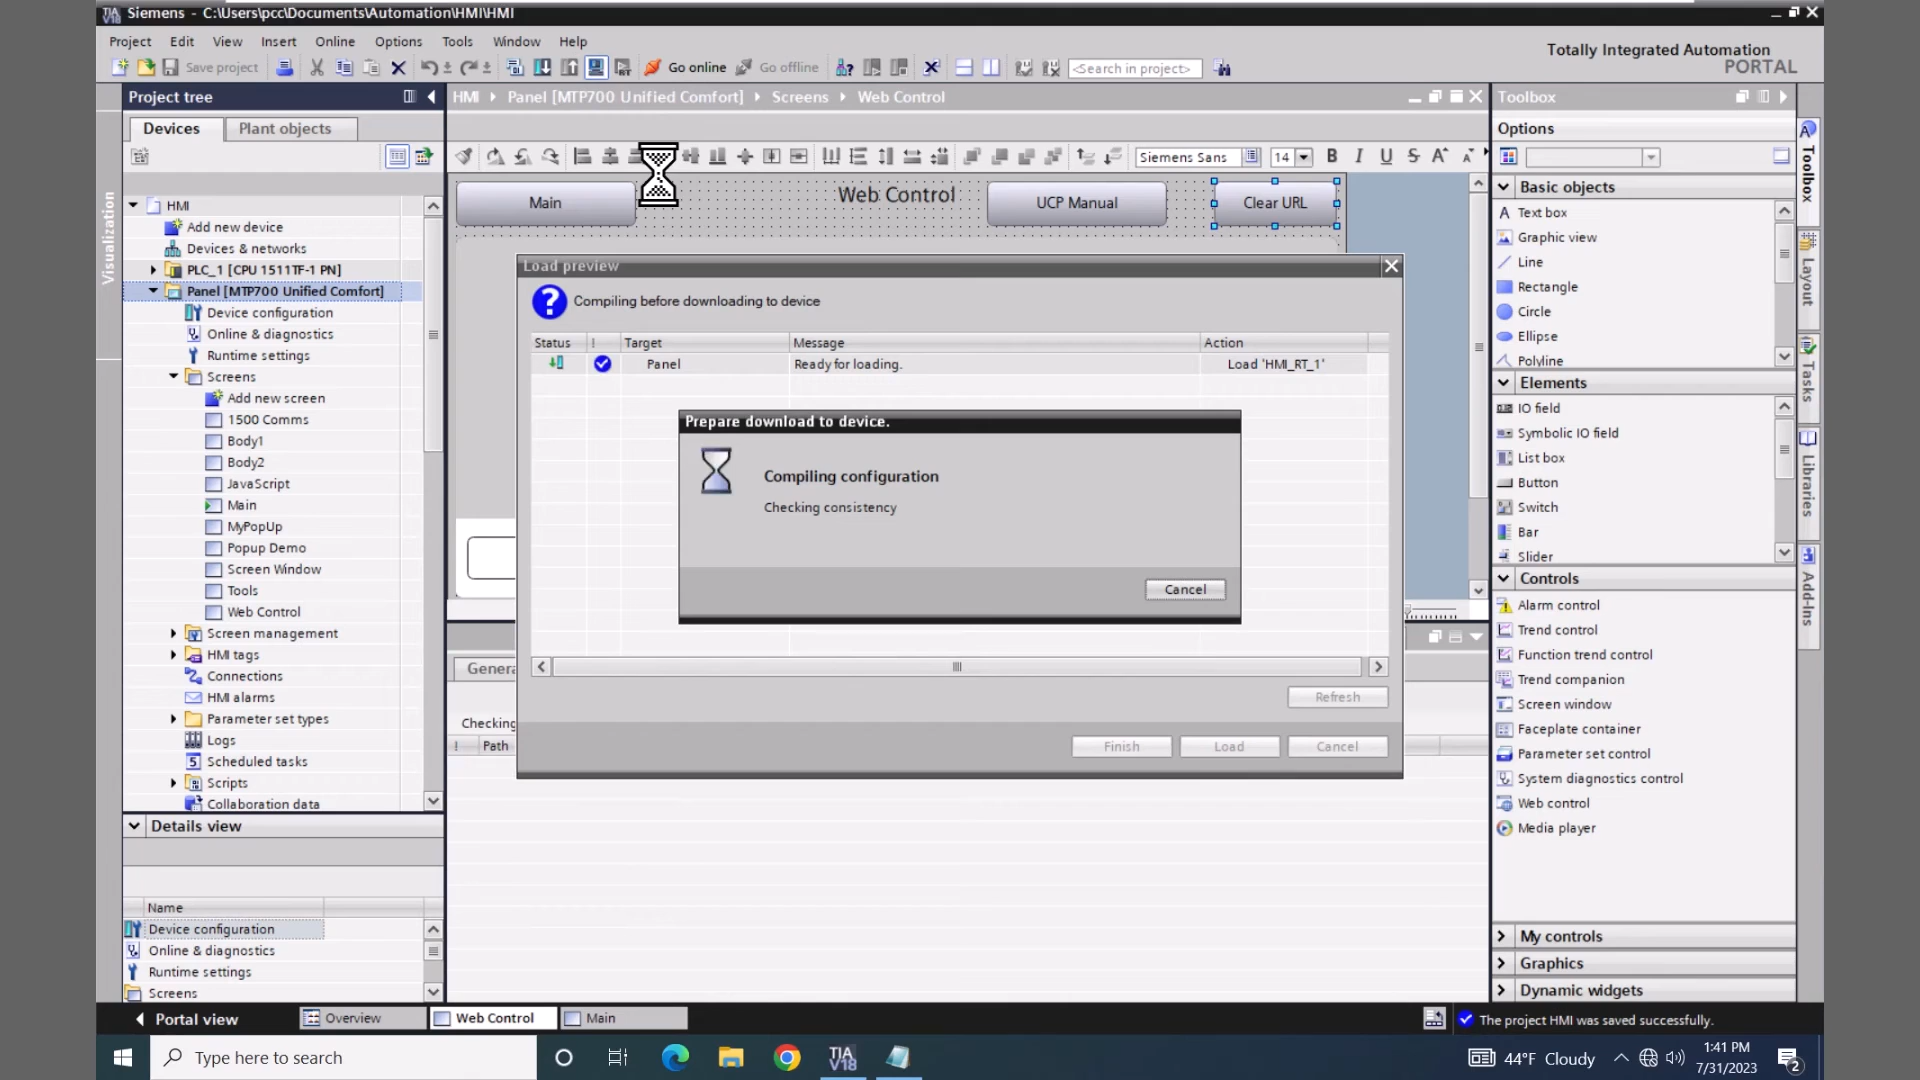 Siemens - C:\Users\pcc\Documents\Automation\HMI\HMI
Project Edit View Insert Online Options Tools Window Help
Totally Integrated Automation
PORTAL
Save project
Go online
Go offline
<Search in project>
Project tree
HMI
Panel [MTP700 Unified Comfort]
Screens
Web Control
Toolbox
Devices
Plant objects
Options
Siemens Sans
14
Visualization
HMI
Add new device
Devices & networks
PLC_1 [CPU 1511TF-1 PN]
Panel [MTP700 Unified Comfort]
Device configuration
Online & diagnostics
Runtime settings
Screens
Add new screen
1500 Comms
Body1
Body2
JavaScript
Main
MyPopUp
Popup Demo
Screen Window
Tools
Web Control
Screen management
HMI tags
Connections
HMI alarms
Parameter set types
Logs
Scheduled tasks
Scripts
Collaboration data
Details view
Name
Device configuration
Online & diagnostics
Runtime settings
Screens
Main
Web Control
UCP Manual
Clear URL
Load preview
Compiling before downloading to device
Status ! Target Message Action
Panel Ready for loading. Load 'HMI_RT_1'
Prepare download to device.
Compiling configuration
Checking consistency
Cancel
Refresh
Finish Load Cancel
Genera
Checking
! Path
Basic objects
Text box
Graphic view
Line
Rectangle
Circle
Ellipse
Polyline
Elements
IO field
Symbolic IO field
List box
Button
Switch
Bar
Slider
Controls
Alarm control
Trend control
Function trend control
Trend companion
Screen window
Faceplate container
Parameter set control
System diagnostics control
Web control
Media player
My controls
Graphics
Dynamic widgets
Toolbox
Layout
Tasks
Libraries
Add-Ins
Portal view
Overview
Web Control
Main
The project HMI was saved successfully.
Type here to search
TIA V18
44°F Cloudy
1:41 PM
7/31/2023
2